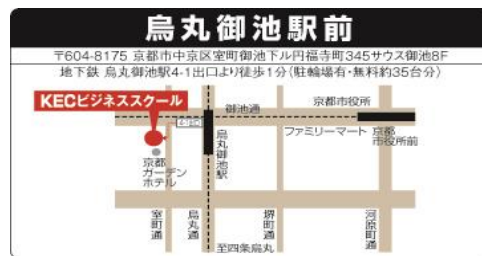 烏丸御池駅前
〒604-8175 京都市中京区室町御池下ル円福寺町345サウス御池8F
地下鉄 烏丸御池駅4-1出口より徒歩1分(駐輪場有・無料約35台分)
KECビジネススクール
御池通
京都市役所
4-1出口
烏丸御池駅
ファミリーマート
京都市役所前
京都
ガーデン
ホテル
室町通
烏丸通
堺町通
河原町通
至四条烏丸